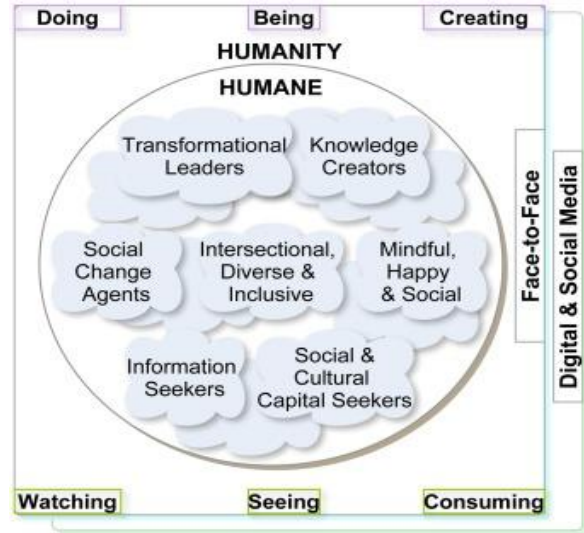 Doing
Being
Creating
HUMANITY
HUMANE
Transformational
Leaders
Knowledge
Creators
Social
Change
Agents
Intersectional,
Diverse &
Inclusive
Mindful,
Happy
& Social
Information
Seekers
Social &
Cultural
Capital Seekers
Face-to-Face
Digital & Social Media
Watching
Seeing
Consuming